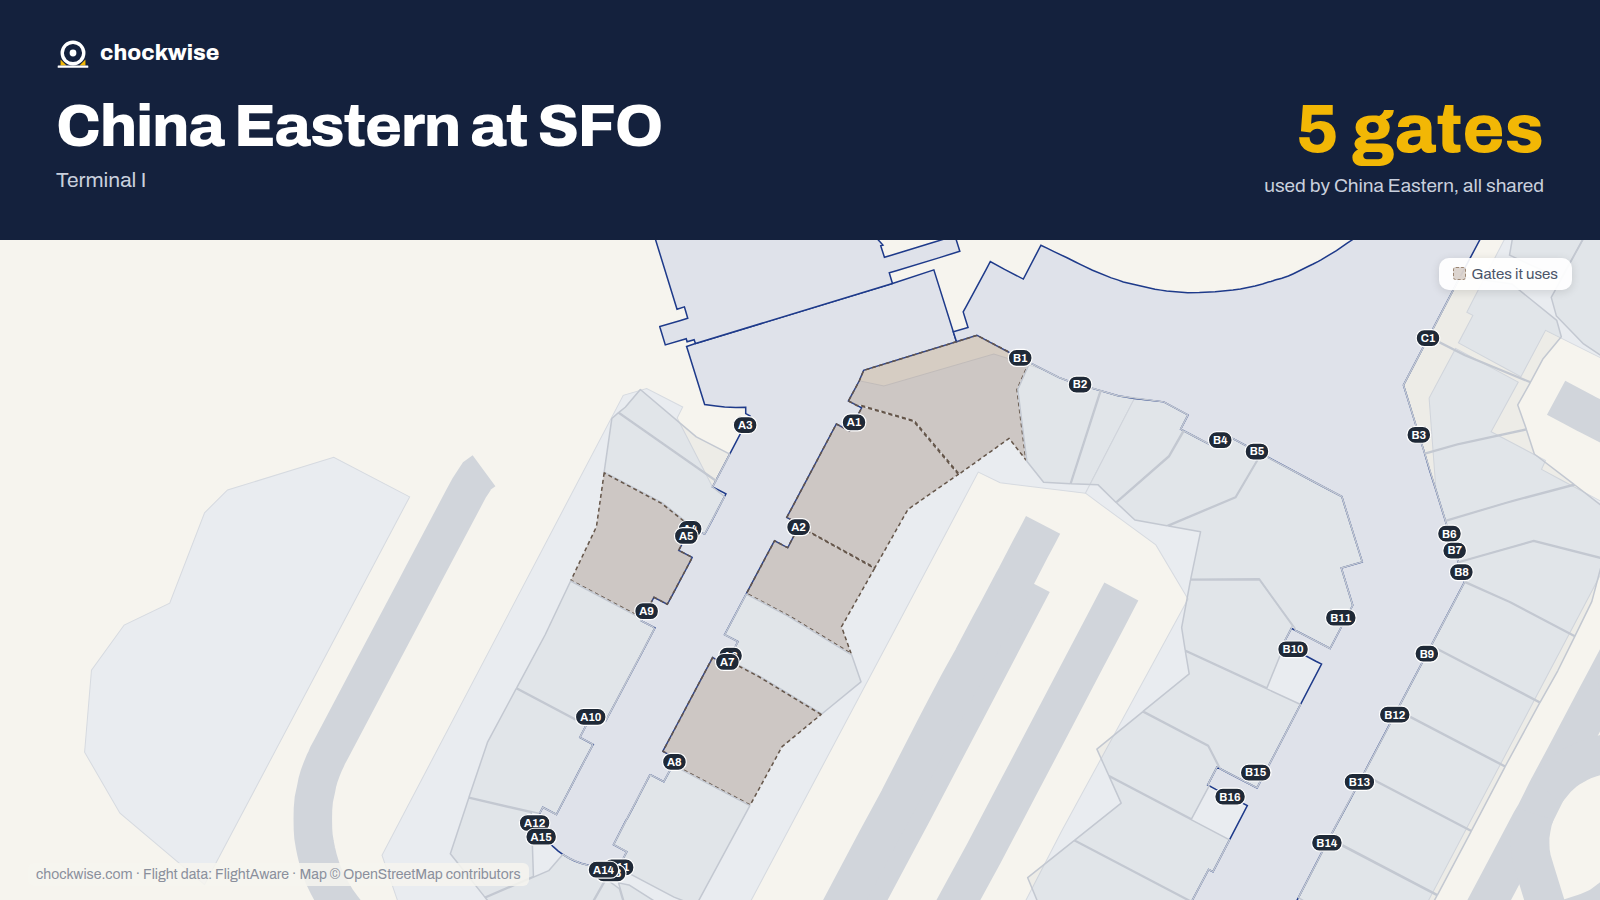 chockwise
China Eastern at SFO
Terminal I
5 gates
used by China Eastern, all shared
Gates it uses
C1
B1
B2
A3
A1
B3
B4
B5
A2
A5
B6
B7
B8
A9
B11
B10
B9
A7
A10
B12
A8
B15
B13
B16
A12
A15
B14
A14
chockwise.com · Flight data: FlightAware · Map © OpenStreetMap contributors